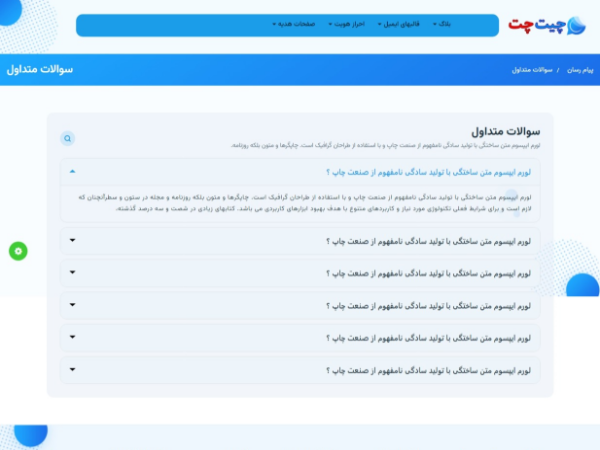 چیت‌چت
بلاگ
قالبهای ایمیل
احراز هویت
صفحات هدیه
پیام رسان / سوالات متداول
سوالات متداول
سوالات متداول
لورم ایپسوم متن ساختگی با تولید سادگی نامفهوم از صنعت چاپ و با استفاده از طراحان گرافیک است. چاپگرها و متون بلکه روزنامه.
لورم ایپسوم متن ساختگی با تولید سادگی نامفهوم از صنعت چاپ ؟
لورم ایپسوم متن ساختگی با تولید سادگی نامفهوم از صنعت چاپ و با استفاده از طراحان گرافیک است. چاپگرها و متون بلکه روزنامه و مجله در ستون و سطرآنچنان که
لازم است و برای شرایط فعلی تکنولوژی مورد نیاز و کاربردهای متنوع با هدف بهبود ابزارهای کاربردی می باشد. کتابهای زیادی در شصت و سه درصد گذشته.
لورم ایپسوم متن ساختگی با تولید سادگی نامفهوم از صنعت چاپ ؟
لورم ایپسوم متن ساختگی با تولید سادگی نامفهوم از صنعت چاپ ؟
لورم ایپسوم متن ساختگی با تولید سادگی نامفهوم از صنعت چاپ ؟
لورم ایپسوم متن ساختگی با تولید سادگی نامفهوم از صنعت چاپ ؟
لورم ایپسوم متن ساختگی با تولید سادگی نامفهوم از صنعت چاپ ؟